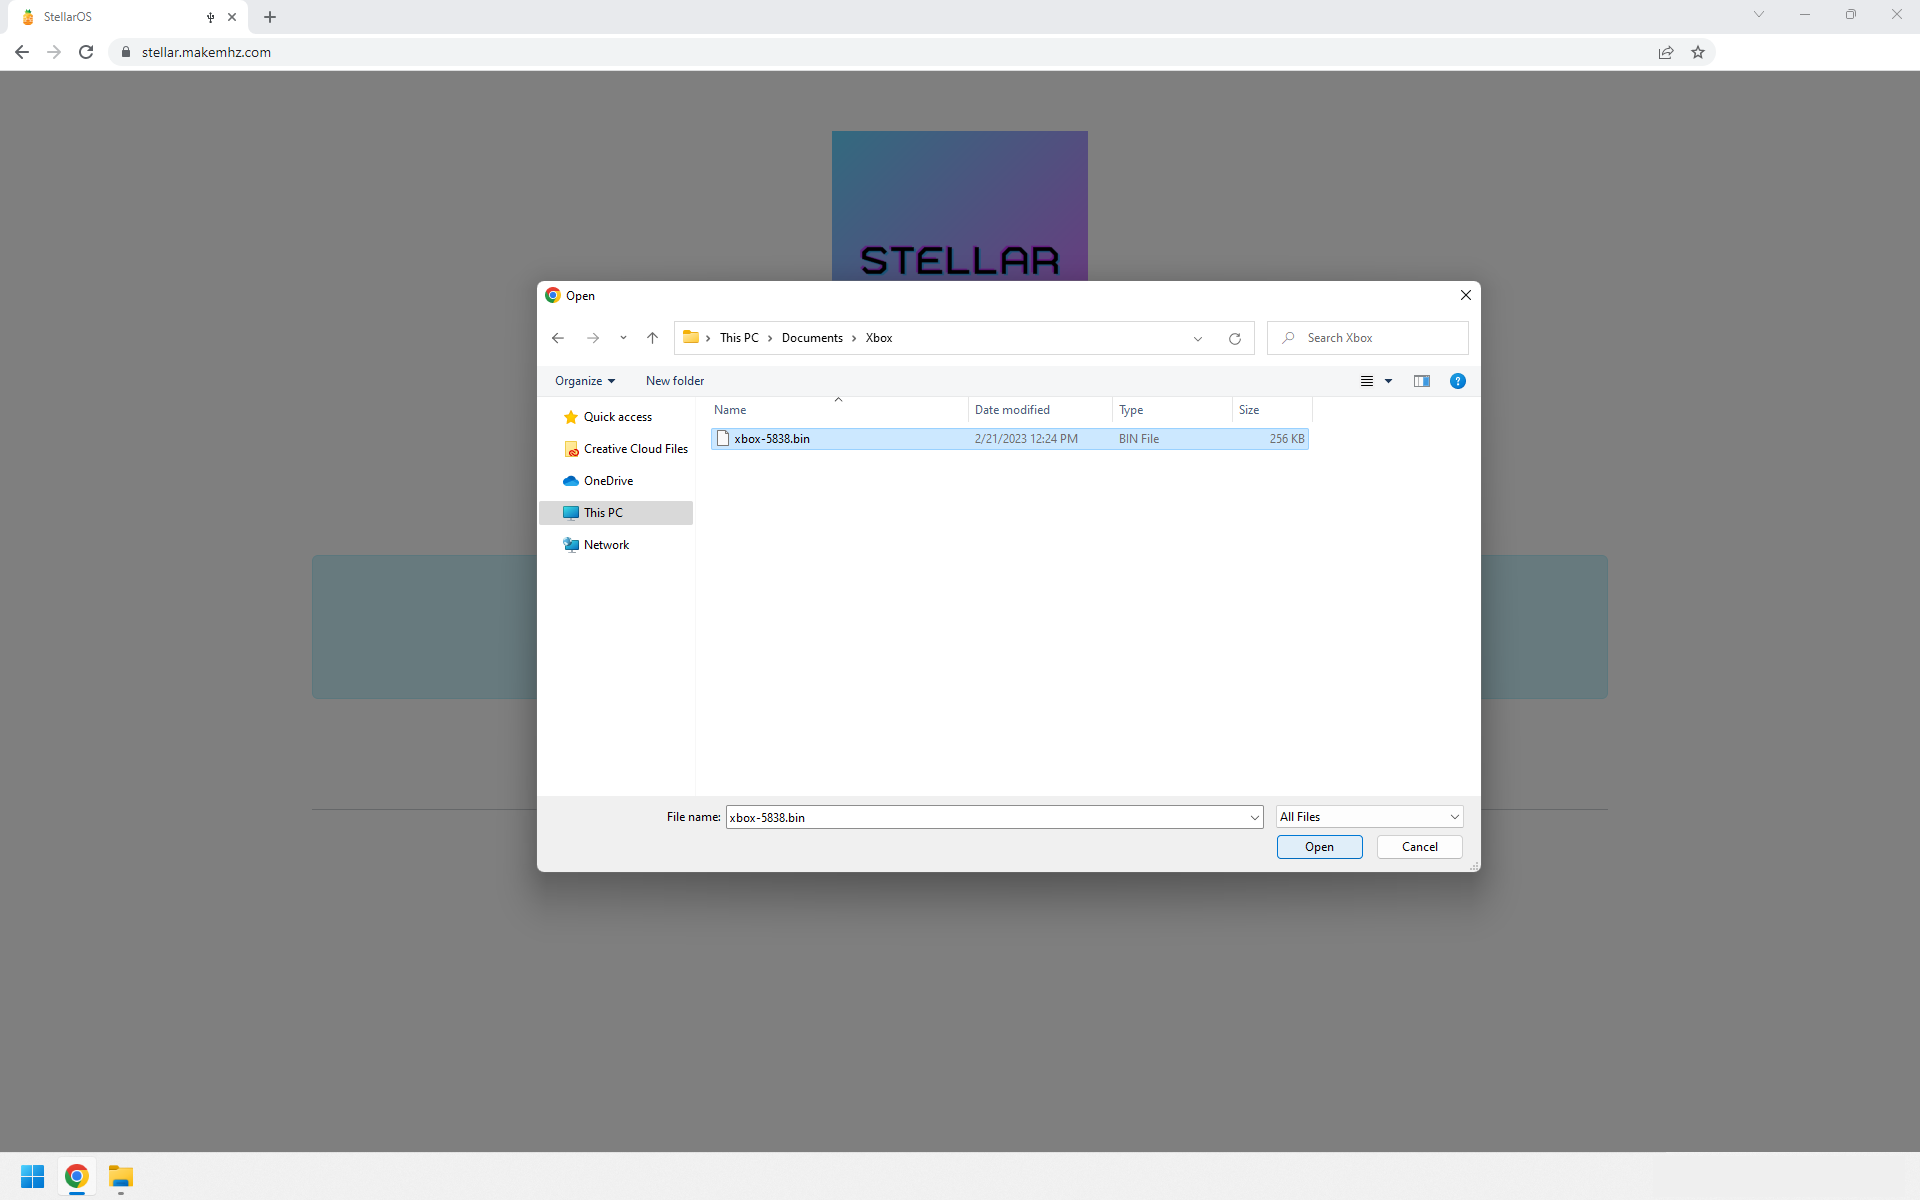 StellarOS
stellar.makemhz.com
STELLAR
Open
This PC
Documents
Xbox
Search Xbox
Organize
New folder
?
Name
Date modified
Type
Size
Quick access
xbox-5838.bin
2/21/2023 12:24 PM
BIN File
256 KB
Creative Cloud Files
OneDrive
This PC
Network
File name:
xbox-5838.bin
All Files
Open
Cancel